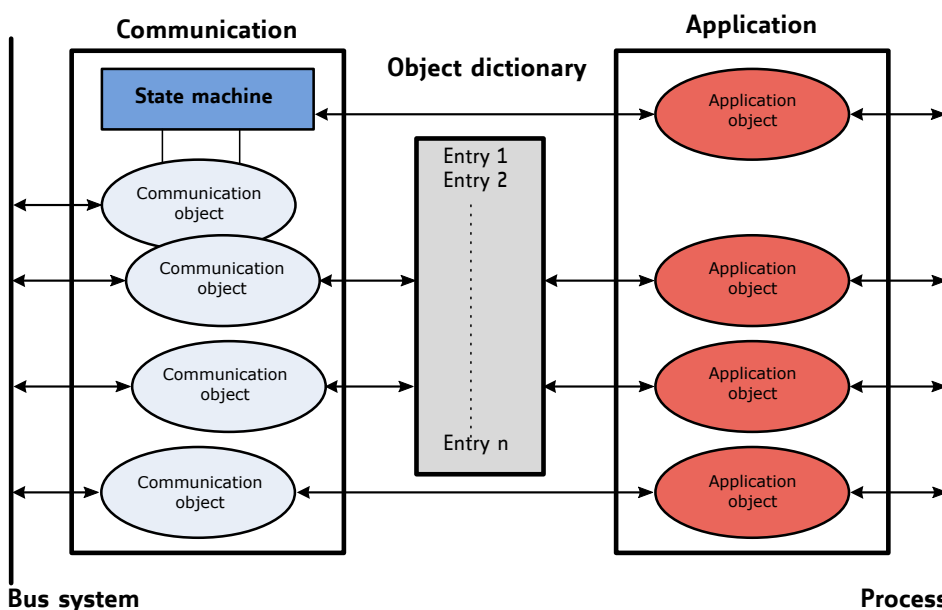 Communication
Application
Object dictionary
State machine
Application
object
Entry 1
Entry 2
Communication
object
Communication
object
Application
object
Communication
object
Application
object
Entry n
Communication
object
Application
object
Bus system
Process